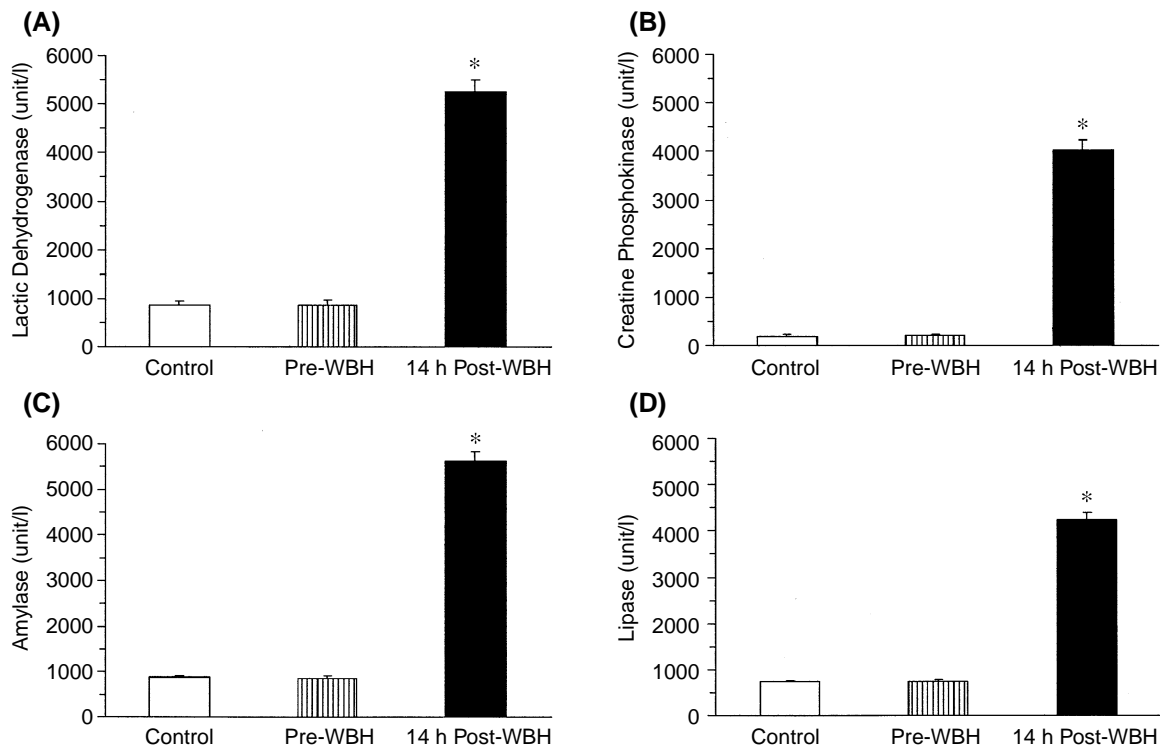 (A)
Lactic Dehydrogenase (unit/l)
6000
5000
4000
3000
2000
1000
0
*
Control Pre-WBH 14 h Post-WBH
(B)
Creatine Phosphokinase (unit/l)
6000
5000
4000
3000
2000
1000
0
*
Control Pre-WBH 14 h Post-WBH
(C)
Amylase (unit/l)
6000
5000
4000
3000
2000
1000
0
*
Control Pre-WBH 14 h Post-WBH
(D)
Lipase (unit/l)
6000
5000
4000
3000
2000
1000
0
*
Control Pre-WBH 14 h Post-WBH